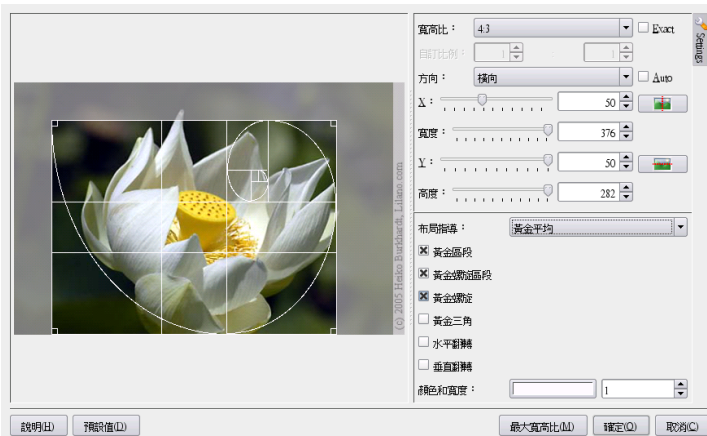 寬高比： 4:3 Exact
自訂比例： 1 1
方向： 橫向 Auto
X： 50
寬度： 376
Y： 50
高度： 282
Settings
布局指導： 黃金平均
黃金區段
黃金螺旋區段
黃金螺旋
黃金三角
水平翻轉
垂直翻轉
顏色和寬度： 1
(c) 2005 Heiko Burkhardt, Lilano.com
說明(H) 預設值(D) 最大寬高比(M) 確定(O) 取消(C)